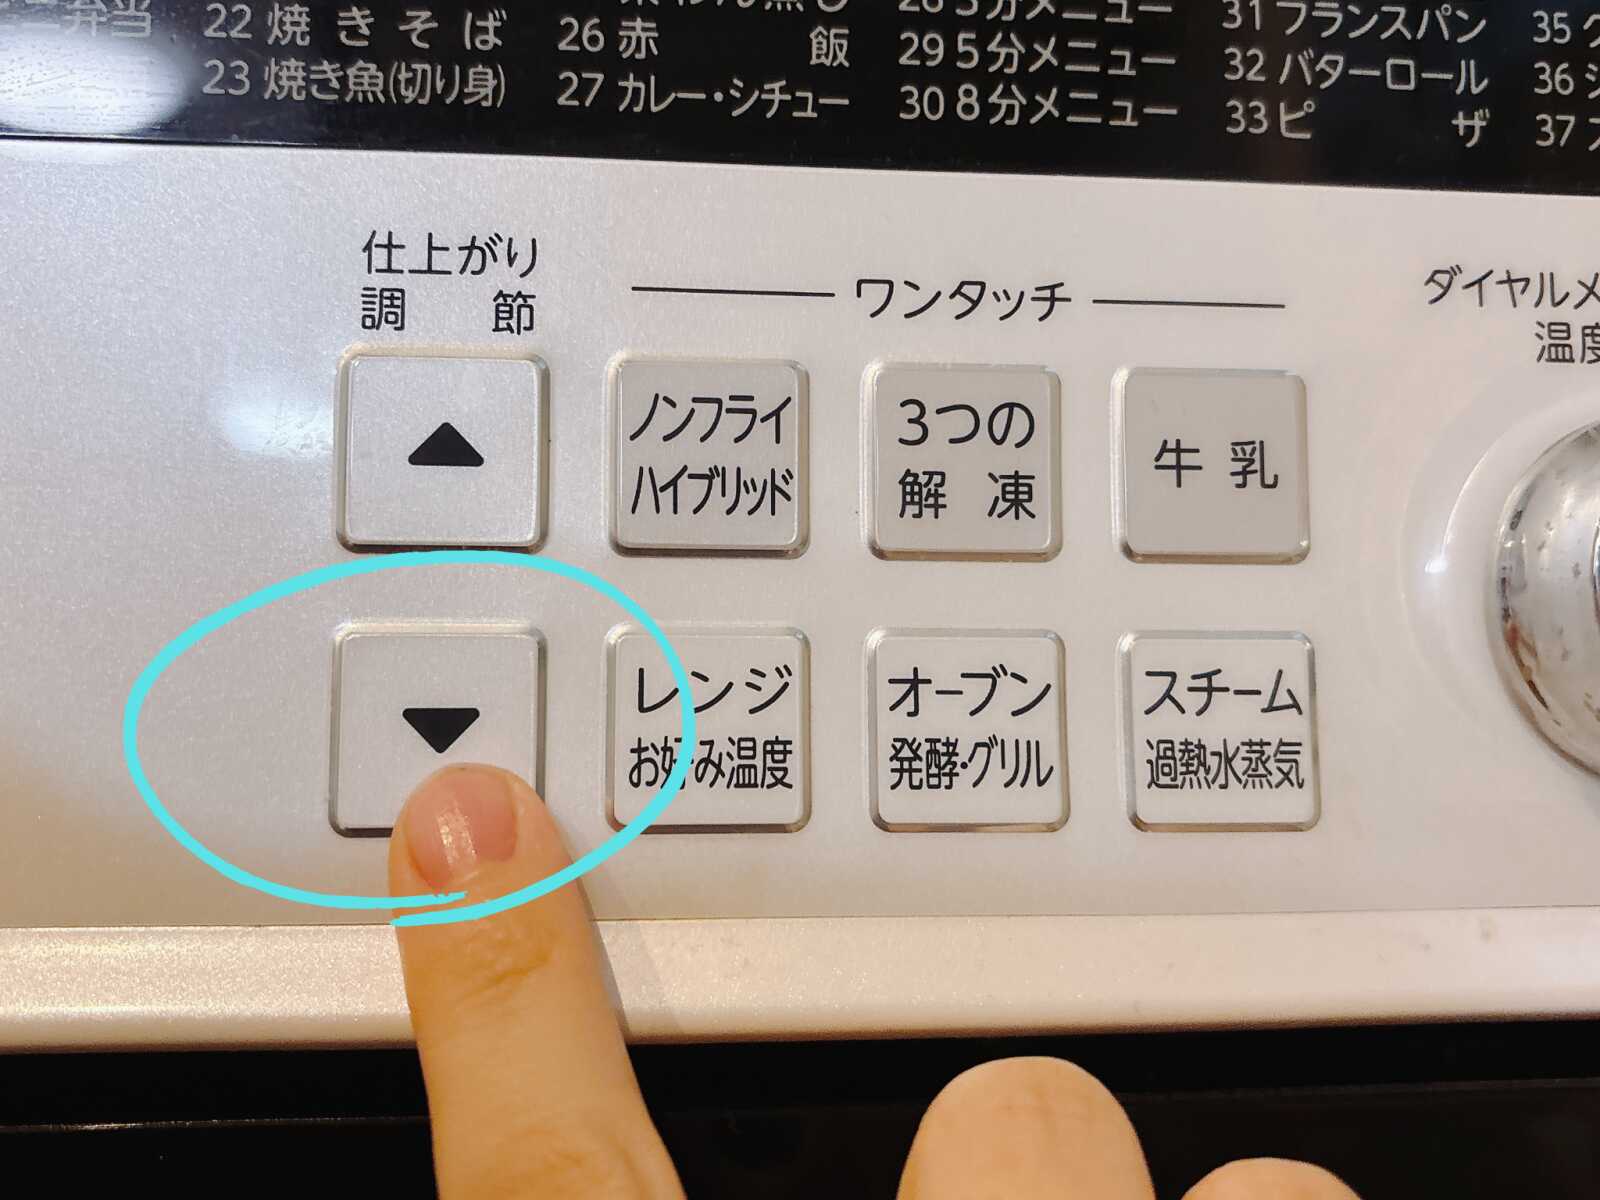 弁当
22 焼きそば
23 焼き魚(切り身)
26 赤飯
27 カレー・シチュー
29 5分メニュー
30 8分メニュー
31 フランスパン
32 バターロール
33 ピザ
35
36
37
仕上がり
調節
ワンタッチ
ダイヤルメ
温度
▲
ノンフライ
ハイブリッド
3つの
解凍
牛乳
▼
レンジ
お好み温度
オーブン
発酵・グリル
スチーム
過熱水蒸気